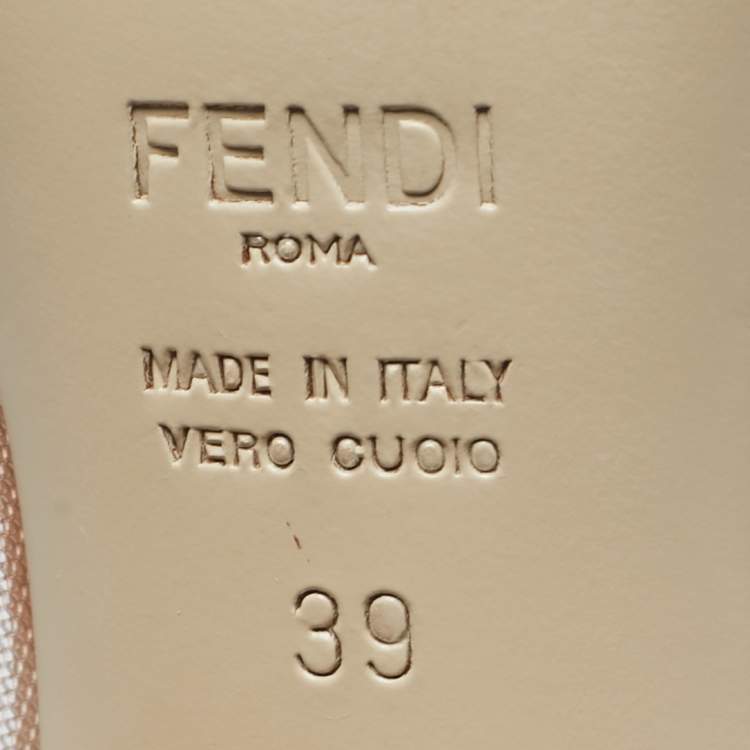 FENDI
ROMA
MADE IN ITALY
VERO CUOIO
39